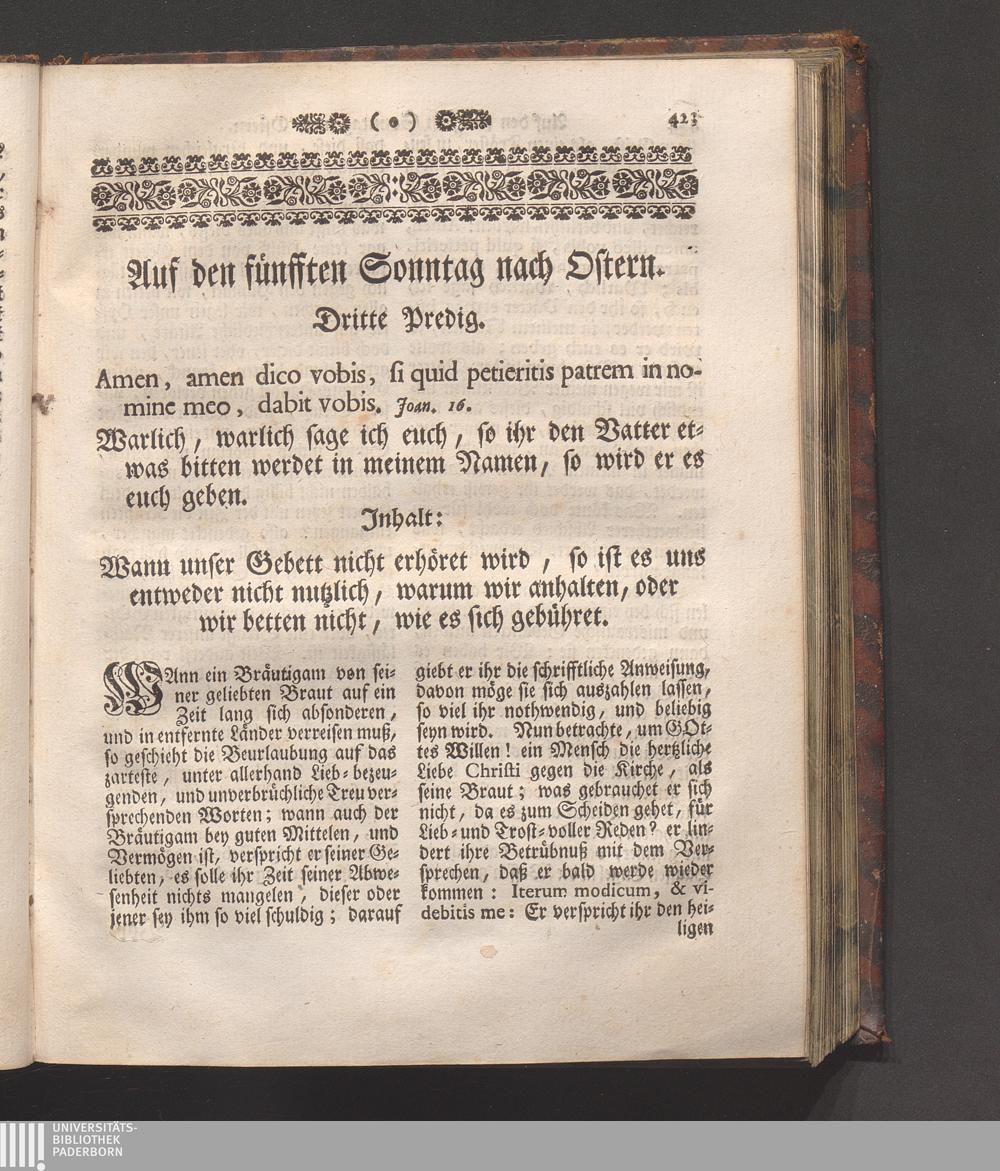 ( o ) 423
Auf den fünfften Sonntag nach Ostern.
Dritte Predig.
Amen, amen dico vobis, si quid petieritis patrem in no-
mine meo, dabit vobis. Joan. 16.
Warlich, warlich sage ich euch, so ihr den Vatter et-
was bitten werdet in meinem Namen, so wird er es
euch geben.
Inhalt:
Wann unser Gebett nicht erhöret wird, so ist es uns
entweder nicht nutzlich, warum wir anhalten, oder
wir betten nicht, wie es sich gebühret.
WAnn ein Bräutigam von sei-
ner geliebten Braut auf ein
Zeit lang sich absonderen,
und in entfernte Länder verreisen muß,
so geschieht die Beurlaubung auf das
zarteste, unter allerhand Lieb-bezeu-
genden, und unverbrüchliche Treu ver-
sprechenden Worten; wann auch der
Bräutigam bey guten Mittelen, und
Vermögen ist, verspricht er seiner Ge-
liebten, es solle ihr Zeit seiner Abwe-
senheit nichts mangelen, dieser oder
jener sey ihm so viel schuldig; darauf
giebt er ihr die schrifftliche Anweisung,
davon möge sie sich auszahlen lassen,
so viel ihr nothwendig, und beliebig
seyn wird. Nun betrachte, um GOt-
tes Willen! ein Mensch die hertzliche
Liebe Christi gegen die Kirche, als
seine Braut; was gebrauchet er sich
nicht, da es zum Scheiden gehet, für
Lieb- und Trost-voller Reden? er lin-
dert ihre Betrübnuß mit dem Ver-
sprechen, daß er bald werde wieder
kommen: Iterum modicum, & vi-
debitis me: Er verspricht ihr den hei-
ligen
UNIVERSITÄTS-
BIBLIOTHEK
PADERBORN